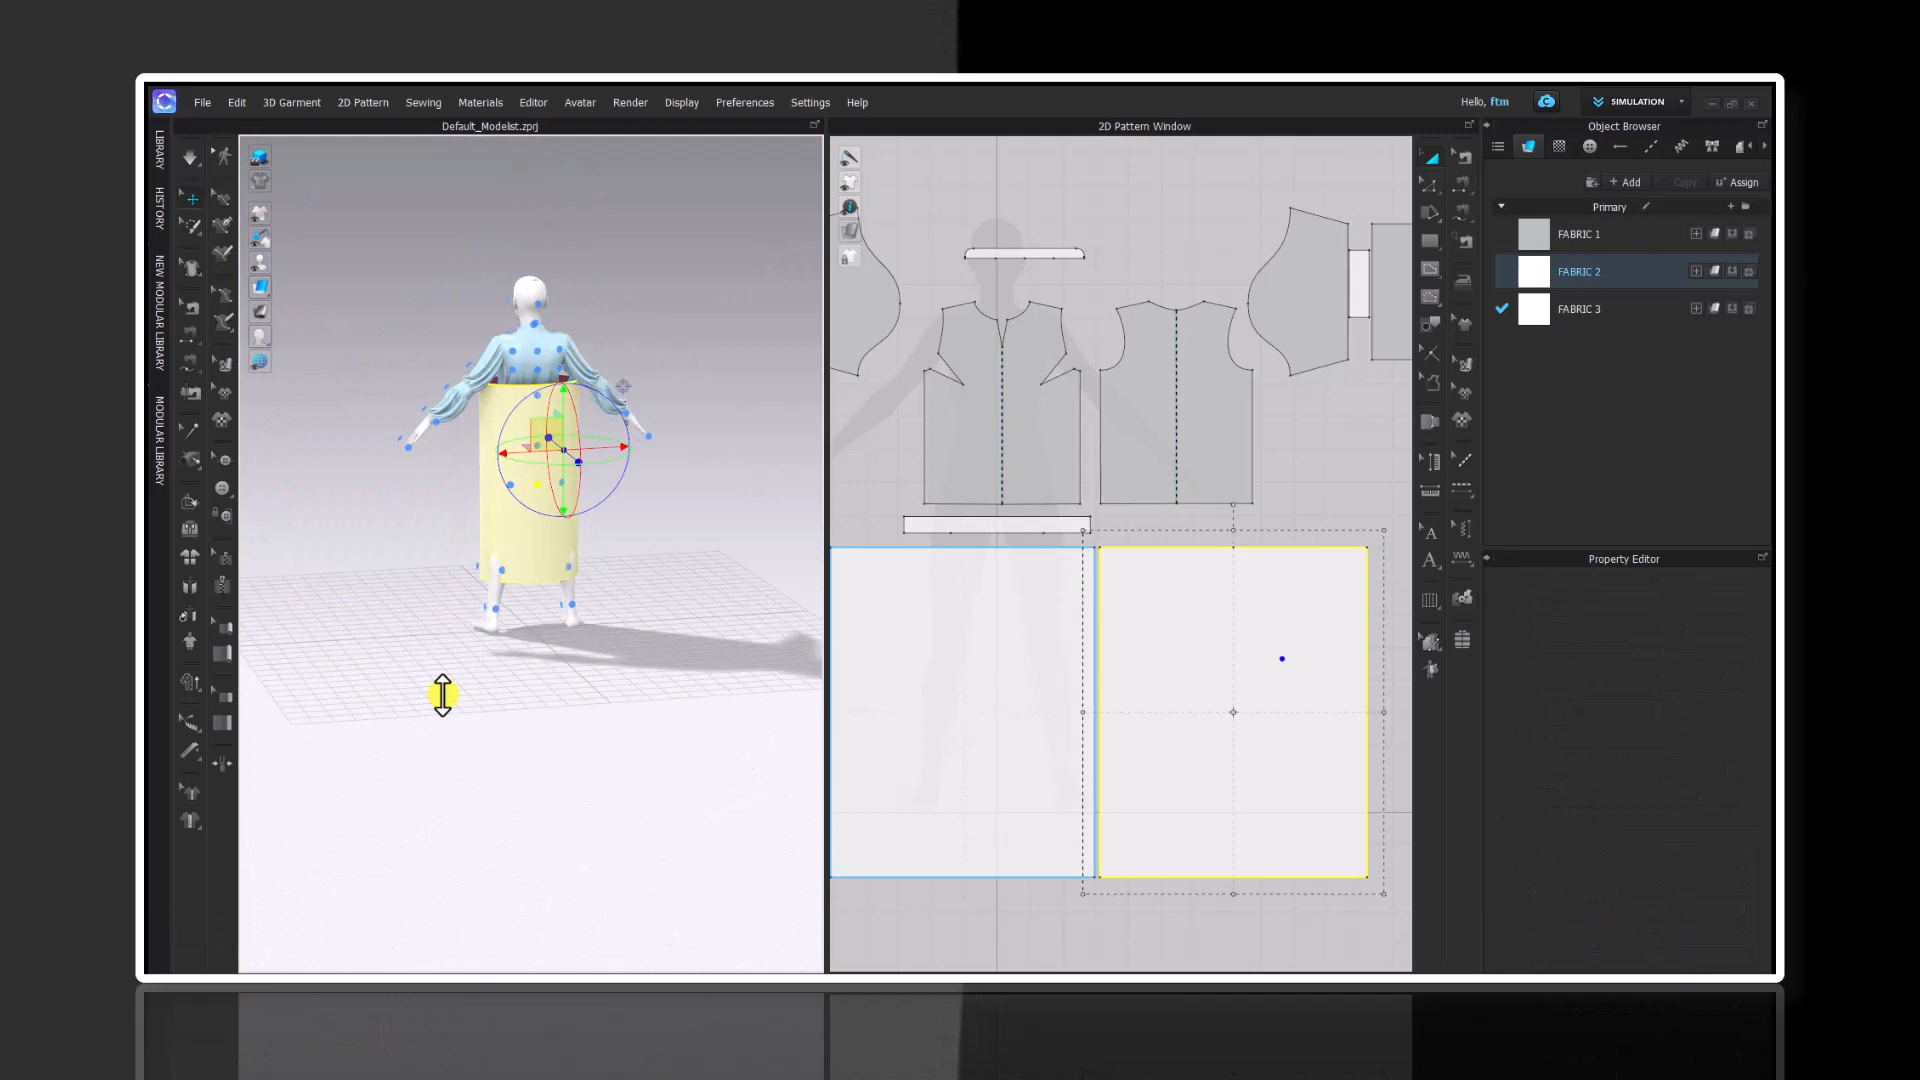 File Edit 3D Garment 2D Pattern Sewing Materials Editor Avatar Render Display Preferences Settings Help
Hello, ftm
SIMULATION
Default_Modelist.zprj
2D Pattern Window
Object Browser
LIBRARY
HISTORY
NEW MODULAR LIBRARY
MODULAR LIBRARY
+ Add
Copy
Assign
Primary
FABRIC 1
FABRIC 2
FABRIC 3
Property Editor